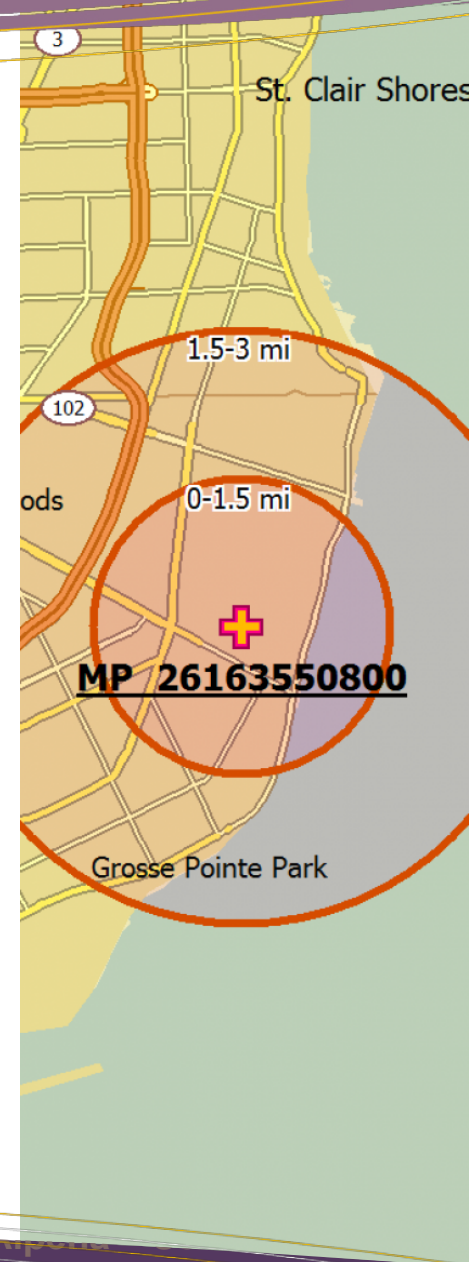 3
St. Clair Shores
1.5-3 mi
102
ods
0-1.5 mi
MP 26163550800
Grosse Pointe Park